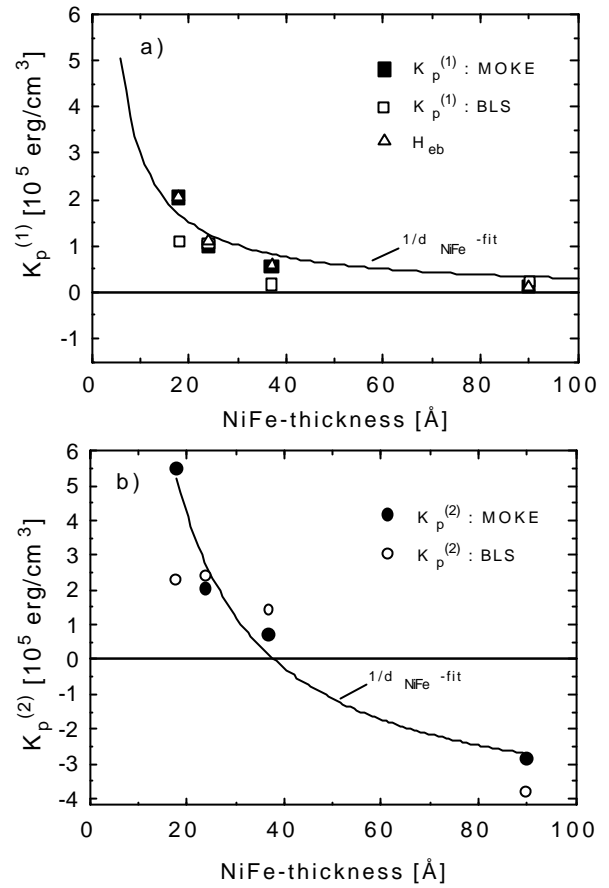 a)
K p (1) : MOKE
K p (1) : BLS
H eb
1/d NiFe -fit
K p (1) [10 5 erg/cm 3 ]
6
5
4
3
2
1
0
-1
0 20 40 60 80 100
NiFe-thickness [Å]
b)
K p (2) : MOKE
K p (2) : BLS
1/d NiFe -fit
K p (2) [10 5 erg/cm 3 ]
6
5
4
3
2
1
0
-1
-2
-3
-4
0 20 40 60 80 100
NiFe-thickness [Å]